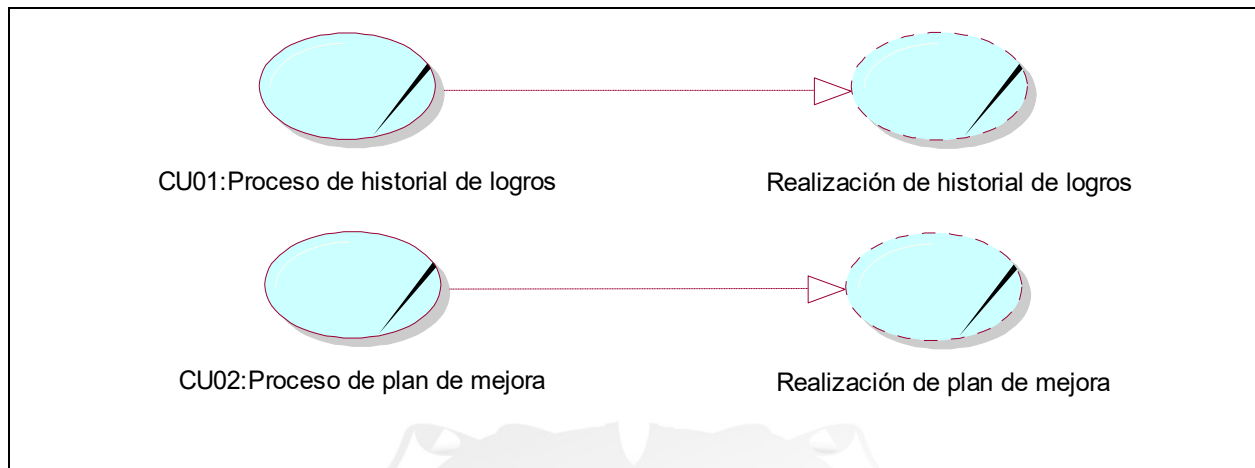 CU01:Proceso de historial de logros
Realización de historial de logros
CU02:Proceso de plan de mejora
Realización de plan de mejora